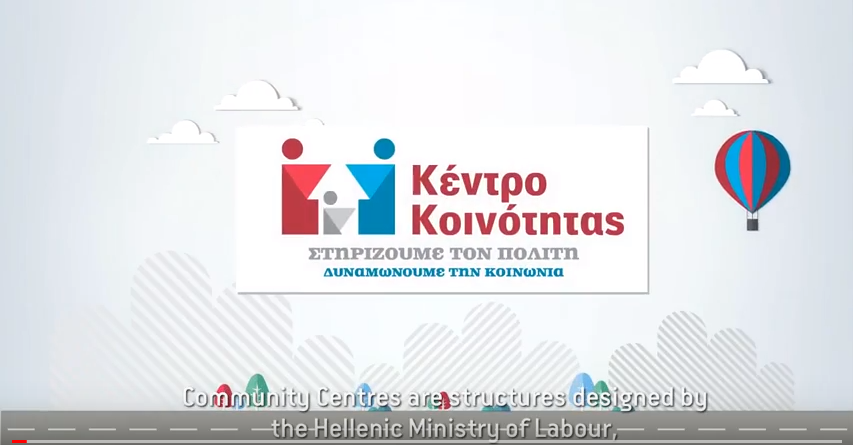 Κέντρο
Κοινότητας
ΣΤΗΡΙΖΟΥΜΕ ΤΟΝ ΠΟΛΙΤΗ
ΔΥΝΑΜΩΝΟΥΜΕ ΤΗΝ ΚΟΙΝΩΝΙΑ
Community Centres are structures designed by
the Hellenic Ministry of Labour,